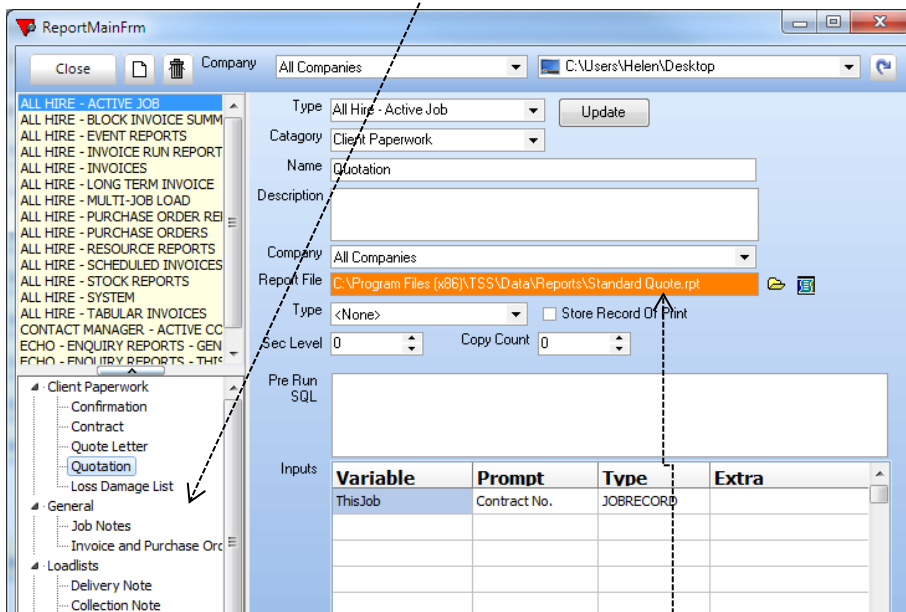 ReportMainFrm
Close Company All Companies C:\Users\Helen\Desktop
ALL HIRE - ACTIVE JOB
ALL HIRE - BLOCK INVOICE SUMM
ALL HIRE - EVENT REPORTS
ALL HIRE - INVOICE RUN REPORT
ALL HIRE - INVOICES
ALL HIRE - LONG TERM INVOICE
ALL HIRE - MULTI-JOB LOAD
ALL HIRE - PURCHASE ORDER REI
ALL HIRE - PURCHASE ORDERS
ALL HIRE - RESOURCE REPORTS
ALL HIRE - SCHEDULED INVOICES
ALL HIRE - STOCK REPORTS
ALL HIRE - SYSTEM
ALL HIRE - TABULAR INVOICES
CONTACT MANAGER - ACTIVE CO
ECHO - ENQUIRY REPORTS - GEN
ECHO - ENQUIRY REPORTS - THIS
Client Paperwork
Confirmation
Contract
Quote Letter
Quotation
Loss Damage List
General
Job Notes
Invoice and Purchase Orc
Loadlists
Delivery Note
Collection Note
Type All Hire - Active Job Update
Catagory Client Paperwork
Name Quotation
Description
Company All Companies
Report File C:\Program Files (x86)\TSS\Data\Reports\Standard Quote.rpt
Type <None> Store Record Of Print
Sec Level 0 Copy Count 0
Pre Run
SQL
Inputs
Variable Prompt Type Extra
ThisJob Contract No. JOBRECORD